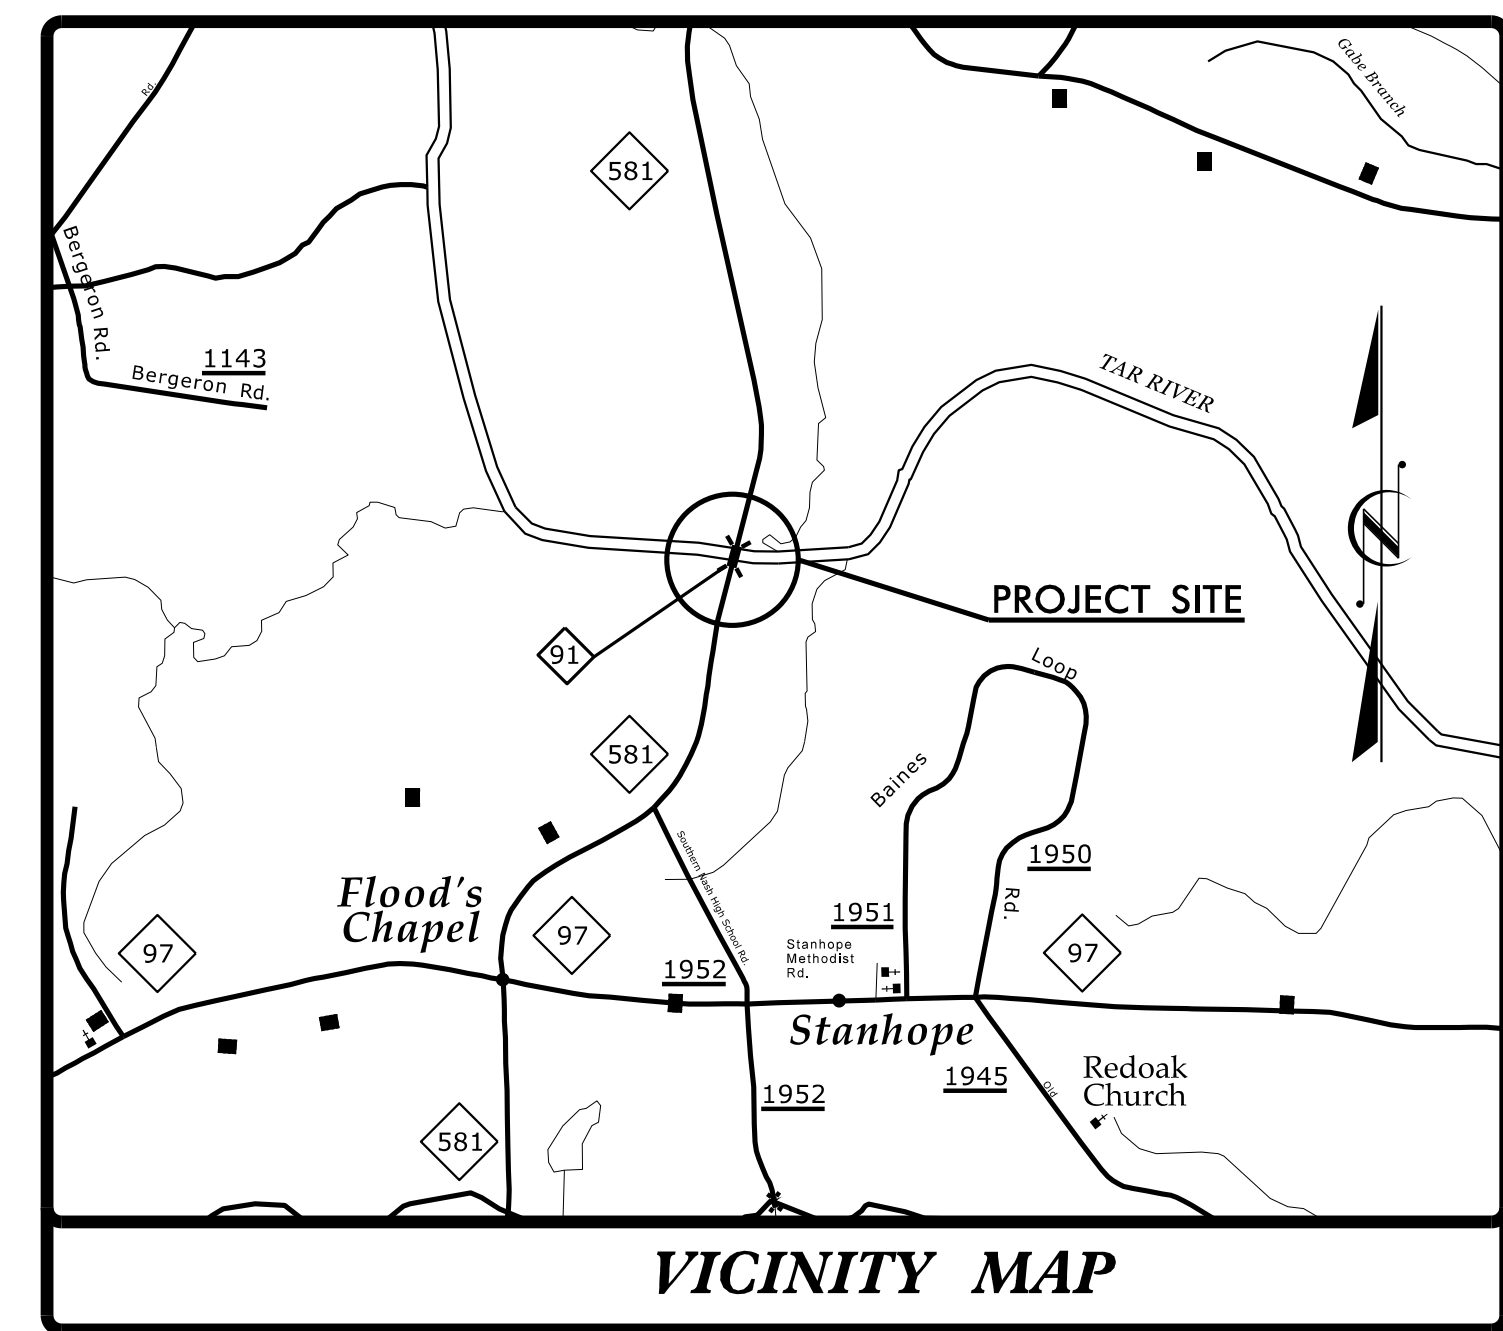 Gabe Branch
Rd.
581
Bergeron Rd.
1143
Bergeron Rd.
TAR RIVER
N
PROJECT SITE
91
Loop
581
Baines
1950
Southern Nash High School Rd.
Flood's
Chapel
Rd.
1951
97
97
97
Stanhope
Methodist
Rd.
1952
Stanhope
1945
Redoak
Church
Old
1952
581
VICINITY MAP